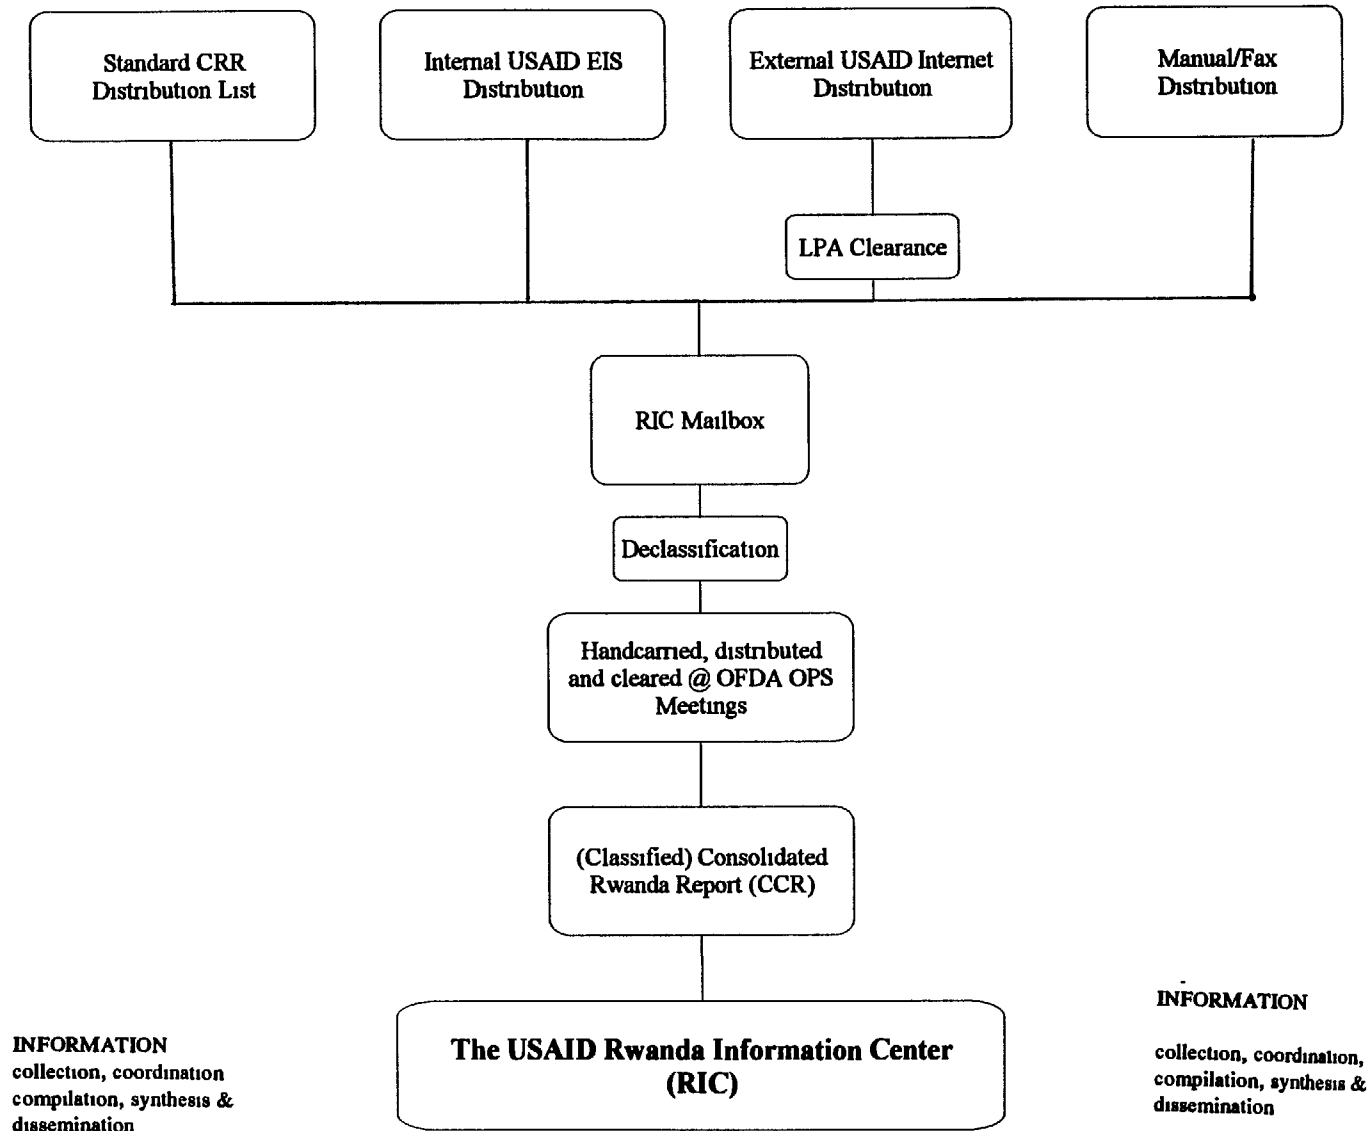 Standard CRR
Distribution List
Internal USAID EIS
Distribution
External USAID Internet
Distribution
Manual/Fax
Distribution
LPA Clearance
RIC Mailbox
Declassification
Handcarried, distributed
and cleared @ OFDA OPS
Meetings
(Classified) Consolidated
Rwanda Report (CCR)
The USAID Rwanda Information Center
(RIC)
INFORMATION
collection, coordination
compilation, synthesis &
dissemination
INFORMATION
collection, coordination,
compilation, synthesis &
dissemination